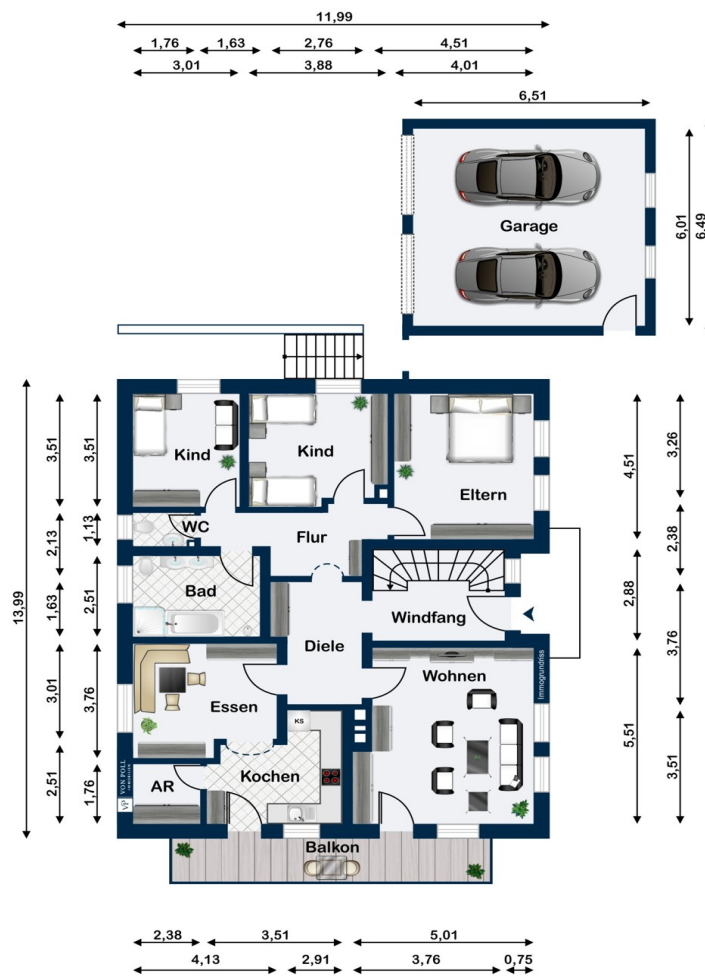 11,99
1,76 1,63 2,76 4,51
3,01 3,88 4,01
6,51
Garage
6,01
6,49
13,99
3,51
2,13
1,63
3,01
2,51
3,51
1,13
2,51
3,76
1,76
Kind
Kind
Eltern
WC
Flur
Bad
Windfang
Diele
Wohnen
Essen
KS
Kochen
AR
Balkon
Immogrundriss
VP VON POLL
IMMOBILIEN
4,51
2,88
5,51
3,26
2,38
3,76
3,51
2,38 3,51 5,01
4,13 2,91 3,76 0,75